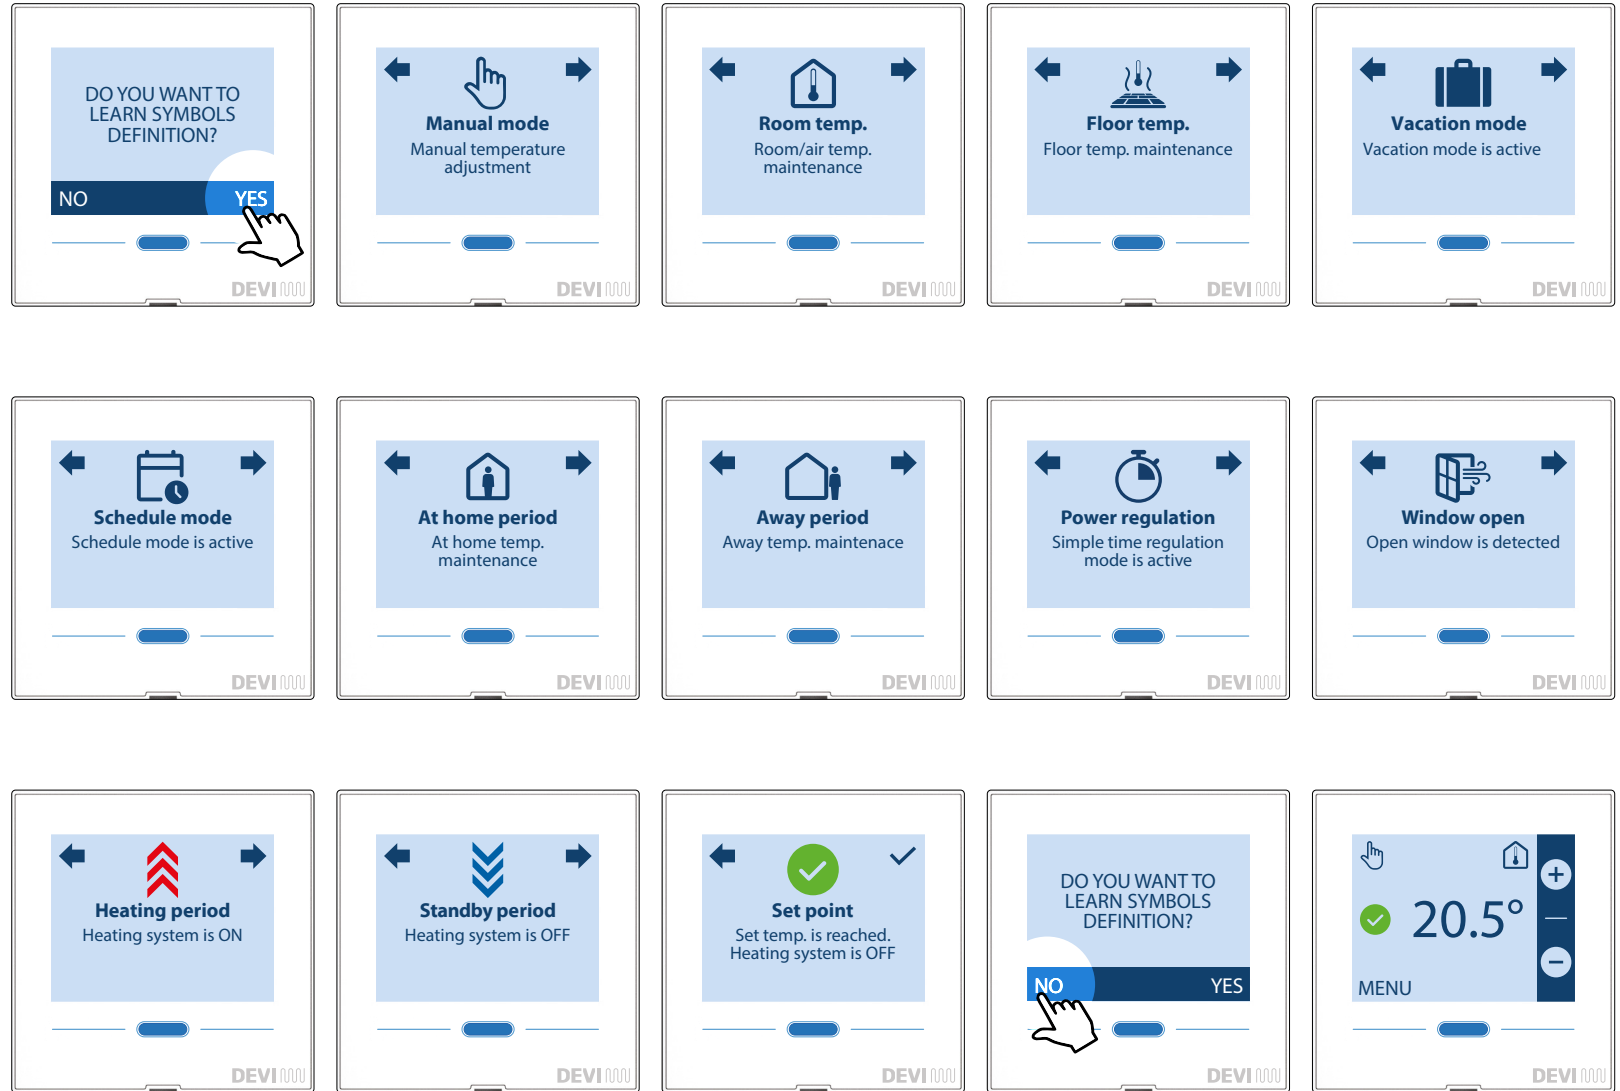 DO YOU WANT TO
LEARN SYMBOLS
DEFINITION?
NO YES
DEVI
Manual mode
Manual temperature
adjustment
DEVI
Room temp.
Room/air temp.
maintenance
DEVI
Floor temp.
Floor temp. maintenance
DEVI
Vacation mode
Vacation mode is active
DEVI
Schedule mode
Schedule mode is active
DEVI
At home period
At home temp.
maintenance
DEVI
Away period
Away temp. maintenace
DEVI
Power regulation
Simple time regulation
mode is active
DEVI
Window open
Open window is detected
DEVI
Heating period
Heating system is ON
DEVI
Standby period
Heating system is OFF
DEVI
Set point
Set temp. is reached.
Heating system is OFF
DEVI
DO YOU WANT TO
LEARN SYMBOLS
DEFINITION?
NO YES
DEVI
20.5°
MENU
DEVI